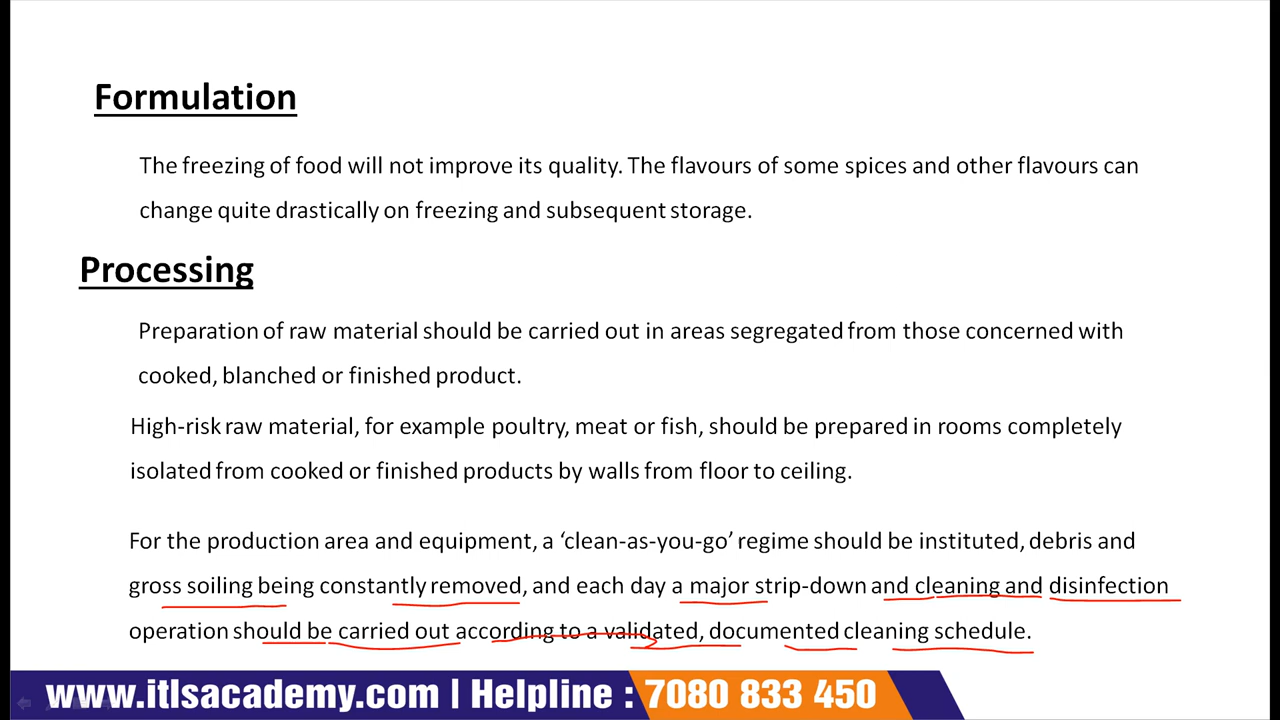 Formulation
The freezing of food will not improve its quality. The flavours of some spices and other flavours can
change quite drastically on freezing and subsequent storage.
Processing
Preparation of raw material should be carried out in areas segregated from those concerned with
cooked, blanched or finished product.
High-risk raw material, for example poultry, meat or fish, should be prepared in rooms completely
isolated from cooked or finished products by walls from floor to ceiling.
For the production area and equipment, a ‘clean-as-you-go’ regime should be instituted, debris and
gross soiling being constantly removed, and each day a major strip-down and cleaning and disinfection
operation should be carried out according to a validated, documented cleaning schedule.
www.itlsacademy.com | Helpline : 7080 833 450